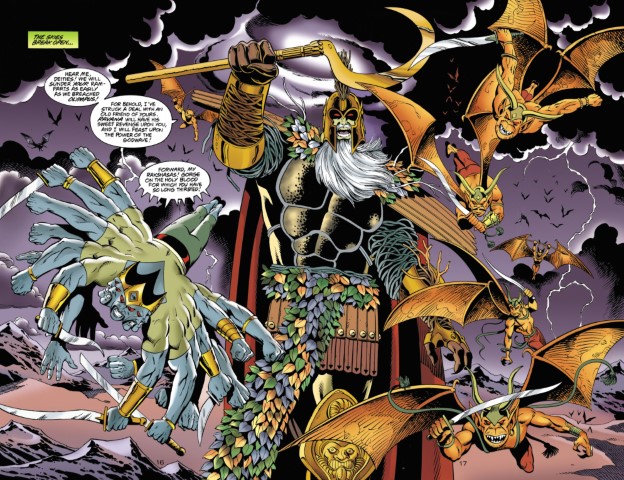 THE SKIES
BREAK OPEN...
HEAR ME,
DEITIES! WE WILL
SUNDER YOUR RAM-
PARTS AS EASILY
AS WE BREACHED
OLYMPUS!
FOR BEHOLD, I'VE
STRUCK A DEAL WITH AN
OLD FRIEND OF YOURS.
RAVANA WILL HAVE HIS
SWEET REVENGE UPON YOU,
AND I WILL FEAST UPON
THE POWER OF THE
GODWAVE!
FORWARD, MY
RAKSHASAS! GORGE
ON THE HOLY BLOOD
FOR WHICH YOU HAVE
SO LONG THIRSTED!
16
17